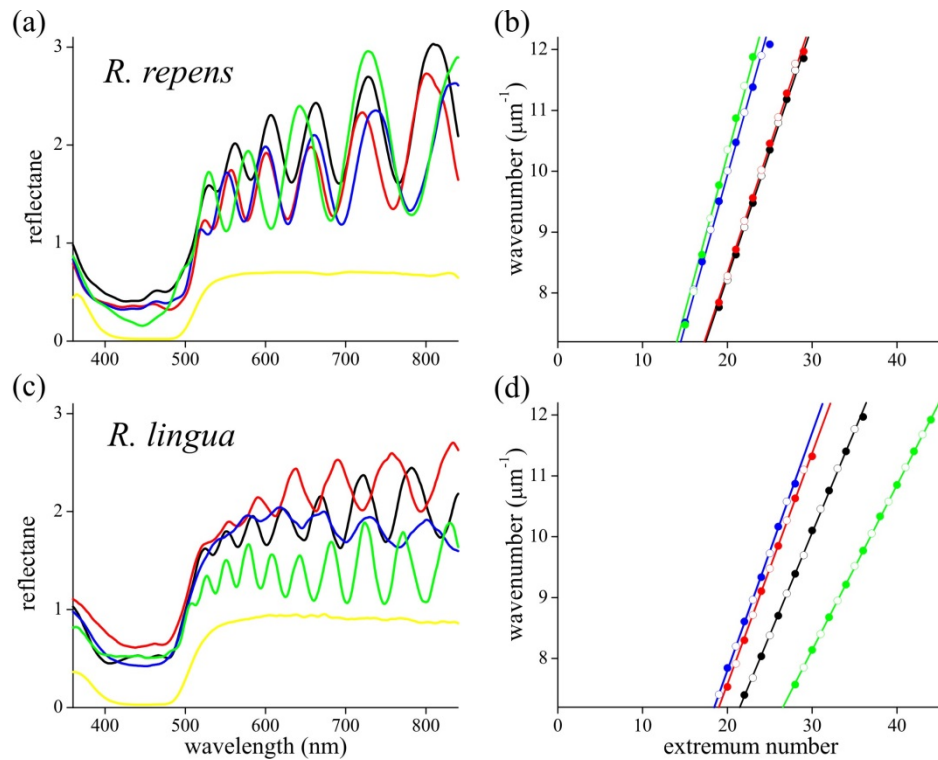 (a)
R. repens
reflectane
3
2
1
0
400 500 600 700 800
(b)
wavenumber (μm⁻¹)
12
11
10
9
8
0 10 20 30 40
(c)
R. lingua
reflectane
3
2
1
0
400 500 600 700 800
wavelength (nm)
(d)
wavenumber (μm⁻¹)
12
11
10
9
8
0 10 20 30 40
extremum number